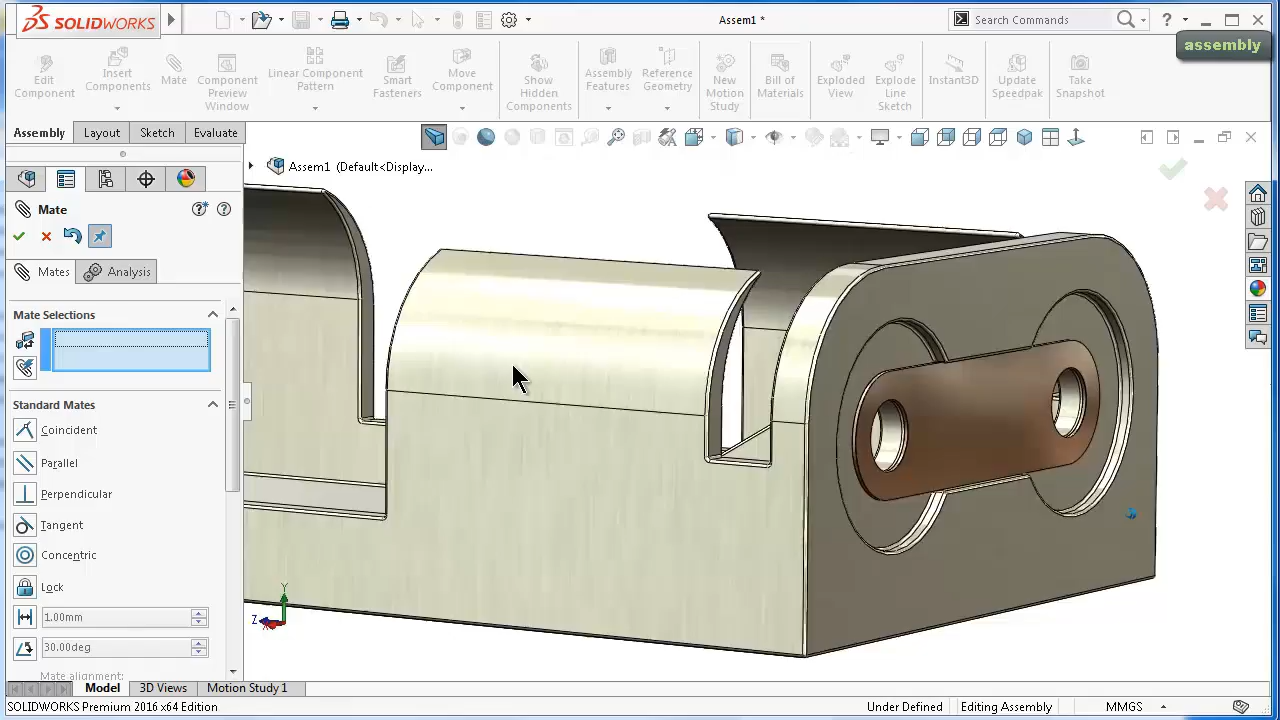 SOLIDWORKS
Assem1 *
Search Commands
assembly
Edit Component
Insert Components
Mate
Component Preview Window
Linear Component Pattern
Smart Fasteners
Move Component
Show Hidden Components
Assembly Features
Reference Geometry
New Motion Study
Bill of Materials
Exploded View
Explode Line Sketch
Instant3D
Update Speedpak
Take Snapshot
Assembly
Layout
Sketch
Evaluate
Assem1 (Default<Display...
Mate
Mates
Analysis
Mate Selections
Standard Mates
Coincident
Parallel
Perpendicular
Tangent
Concentric
Lock
1.00mm
30.00deg
Mate alignment:
Y
Z
Model
3D Views
Motion Study 1
SOLIDWORKS Premium 2016 x64 Edition
Under Defined
Editing Assembly
MMGS